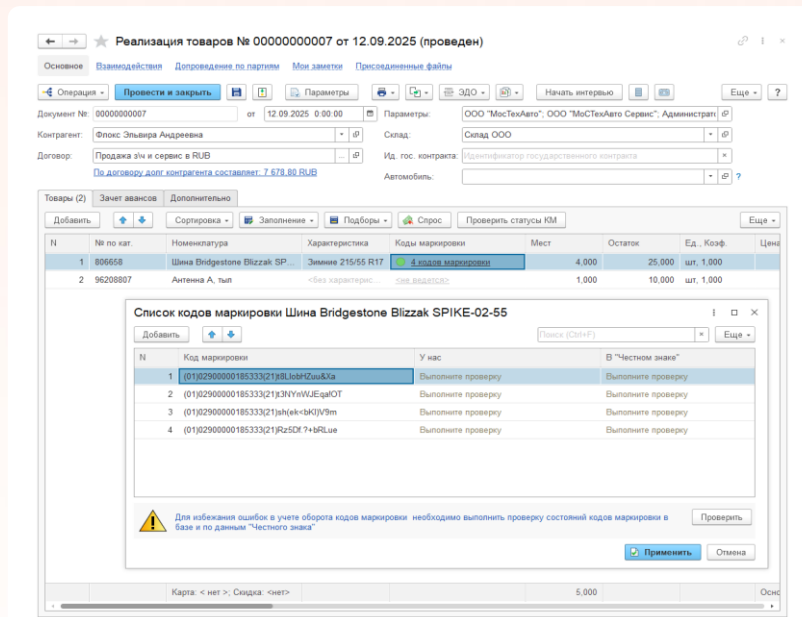 Реализация товаров № 00000000007 от 12.09.2025 (проведен)
Основное Взаимодействия Допроведение по партиям Мои заметки Присоединенные файлы
Операция Провести и закрыть Параметры ЭДО Начать интервью Еще ?
Документ №: 00000000007 от 12.09.2025 0:00:00 Параметры: ООО "МосТехАвто"; ООО "МоСТехАвто Сервис"; Администрат
Контрагент: Флокс Эльвира Андреевна Склад: Склад ООО
Договор: Продажа з\ч и сервис в RUB Ид. гос. контракта: Идентификатор государственного контракта
По договору долг контрагента составляет: 7 678,80 RUB Автомобиль: ?
Товары (2) Зачет авансов Дополнительно
Добавить Сортировка Заполнение Подборы Спрос Проверить статусы КМ Еще
N № по кат. Номенклатура Характеристика Коды маркировки Мест Остаток Ед., Коэф. Цена
1 806658 Шина Bridgestone Blizzak SP... Зимние 215/55 R17 4 кодов маркировки 4,000 25,000 шт, 1,000
2 96208807 Антенна А, тып <без характерис... <не ведется> 1,000 10,000 шт, 1,000
Список кодов маркировки Шина Bridgestone Blizzak SPIKE-02-55
Добавить Поиск (Ctrl+F) Еще
N Код маркировки У нас В "Честном знаке"
1 Выполните проверку Выполните проверку
2 (01)02900000185333(21)t3NYnWJEqafOT Выполните проверку Выполните проверку
3 (01)02900000185333(21)sh(ek<bKI)V9m Выполните проверку Выполните проверку
4 (01)02900000185333(21)Rz5Df.?+bRLue Выполните проверку Выполните проверку
Для избежания ошибок в учете оборота кодов маркировки необходимо выполнить проверку состояний кодов маркировки в
базе и по данным "Честного знака"
Проверить
Применить Отмена
Карта: < нет >; Скидка: <нет> 5,000